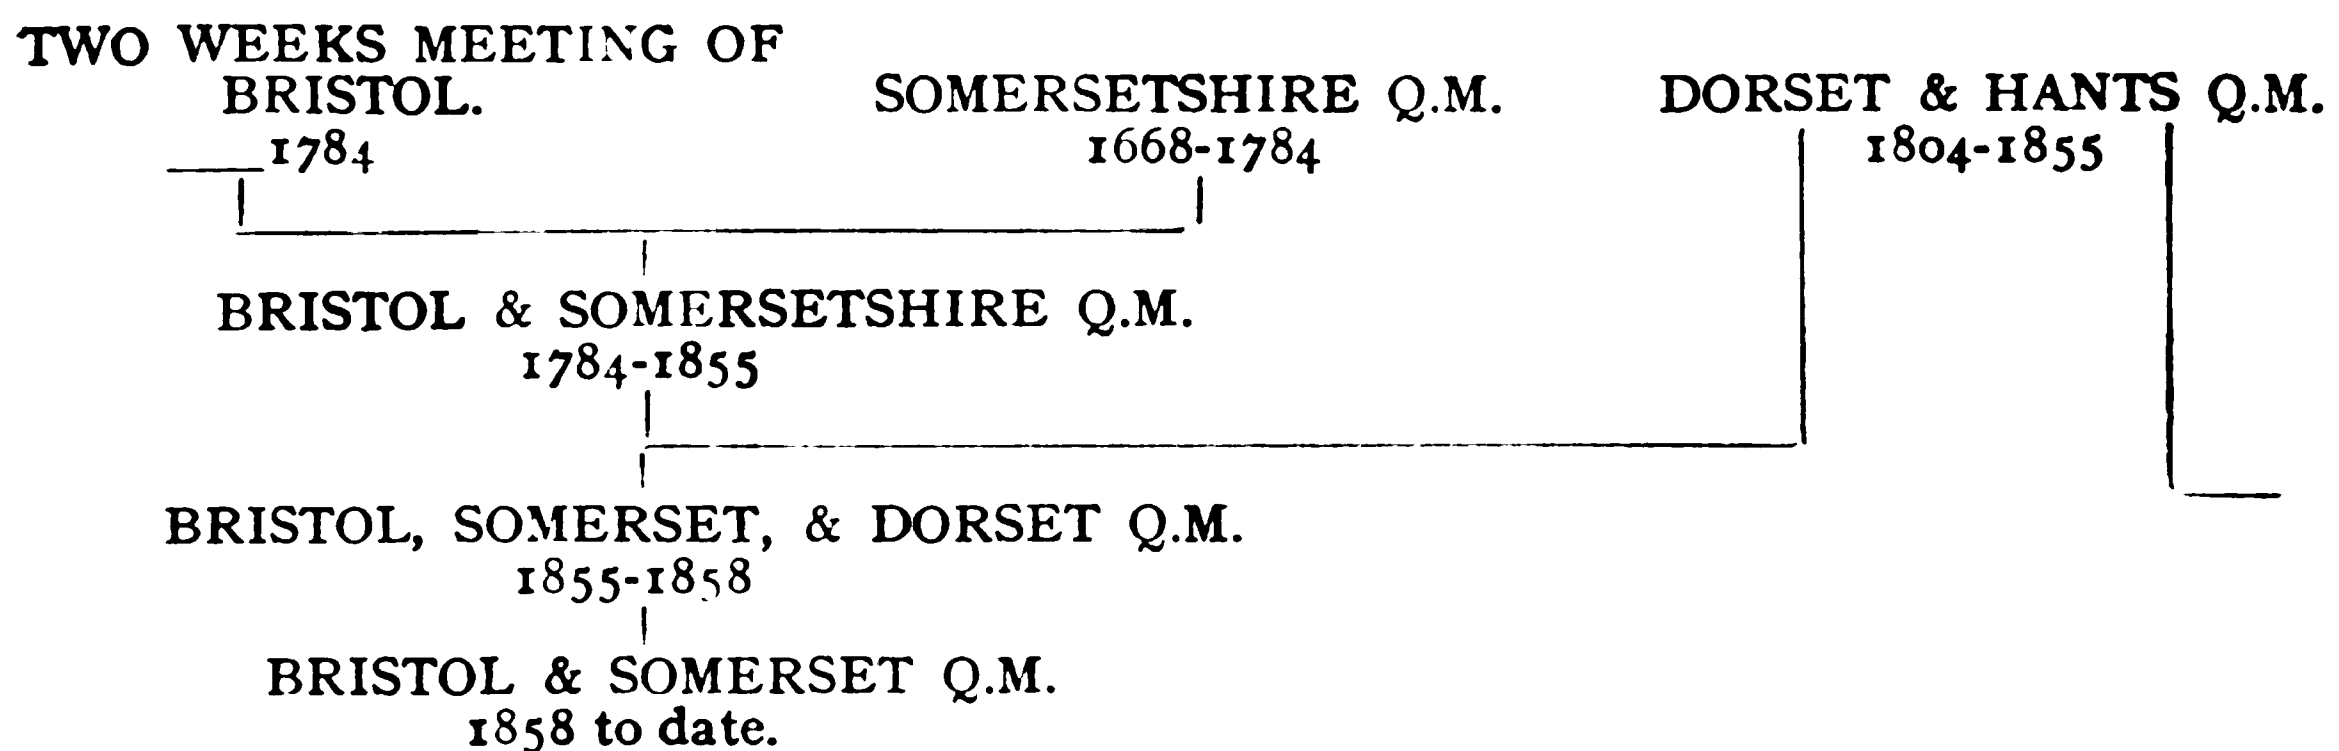 TWO WEEKS MEETING OF
BRISTOL.
1784
SOMERSETSHIRE Q.M.
1668-1784
DORSET & HANTS Q.M.
1804-1855
BRISTOL & SOMERSETSHIRE Q.M.
1784-1855
BRISTOL, SOMERSET, & DORSET Q.M.
1855-1858
BRISTOL & SOMERSET Q.M.
1858 to date.